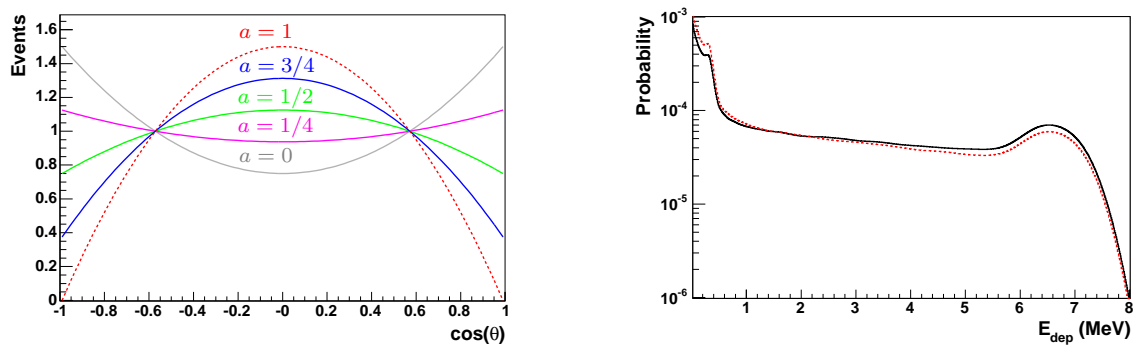 Events
1.6
1.4
1.2
1
0.8
0.6
0.4
0.2
0
a = 1
a = 3/4
a = 1/2
a = 1/4
a = 0
-1 -0.8 -0.6 -0.4 -0.2 -0 0.2 0.4 0.6 0.8 1
cos(θ)
Probability
10⁻³
10⁻⁴
10⁻⁵
10⁻⁶
1 2 3 4 5 6 7 8
E_dep (MeV)